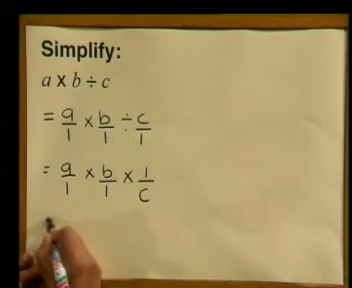 Simplify:
a x b ÷ c
= a/1 x b/1 ÷ c/1
= a/1 x b/1 x 1/c